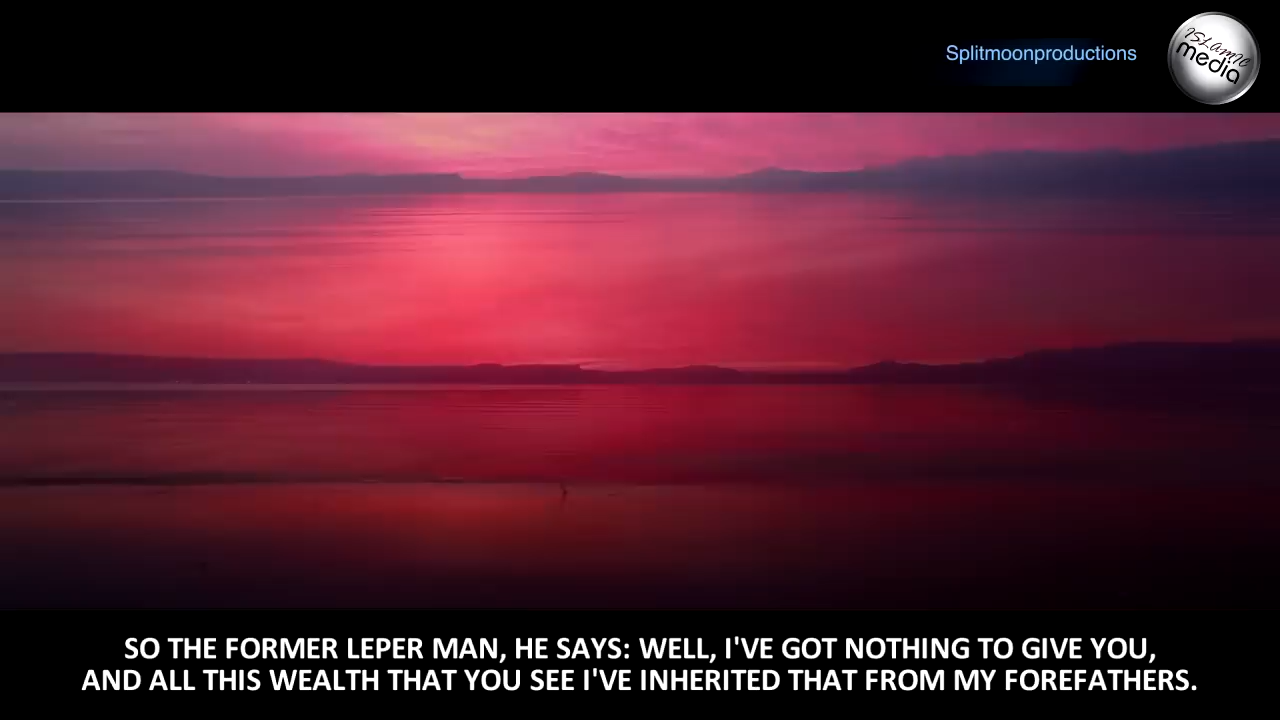 Splitmoonproductions
ISLAMIC
media
SO THE FORMER LEPER MAN, HE SAYS: WELL, I'VE GOT NOTHING TO GIVE YOU,
AND ALL THIS WEALTH THAT YOU SEE I'VE INHERITED THAT FROM MY FOREFATHERS.